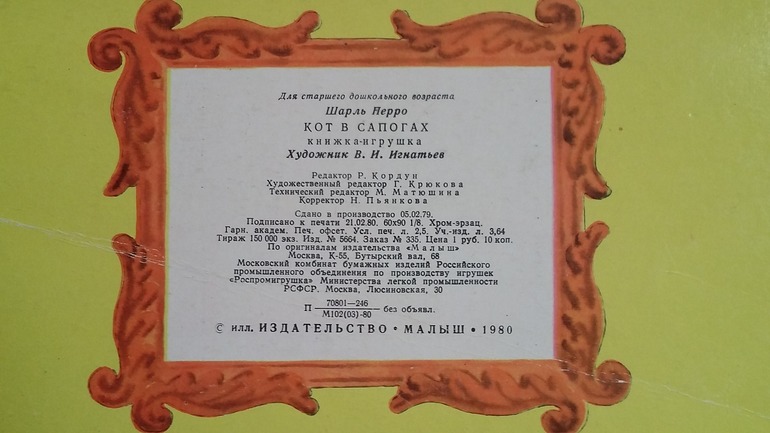 Для старшего дошкольного возраста
Шарль Перро
КОТ В САПОГАХ
книжка-игрушка
Художник В. И. Игнатьев
Редактор Р. Кордун
Художественный редактор Г. Крюкова
Технический редактор М. Матюшина
Корректор Н. Пьянкова
Сдано в производство 05.02.79.
Подписано к печати 21.02.80. 60х90 1/8. Хром-эрзац.
Гарн. академ. Печ. офсет. Усл. печ. л. 2,5. Уч.-изд. л. 3,64
Тираж 150 000 экз. Изд. № 5664. Заказ № 335. Цена 1 руб. 10 коп.
По оригиналам издательства «Малыш»
Москва, К-55, Бутырский вал, 68
Московский комбинат бумажных изделий Российского
промышленного объединения по производству игрушек
«Роспромигрушка» Министерства легкой промышленности
РСФСР. Москва, Люсиновская, 30
70801—246
П ———— без объявл.
М102(03)-80
© илл. ИЗДАТЕЛЬСТВО • МАЛЫШ • 1980